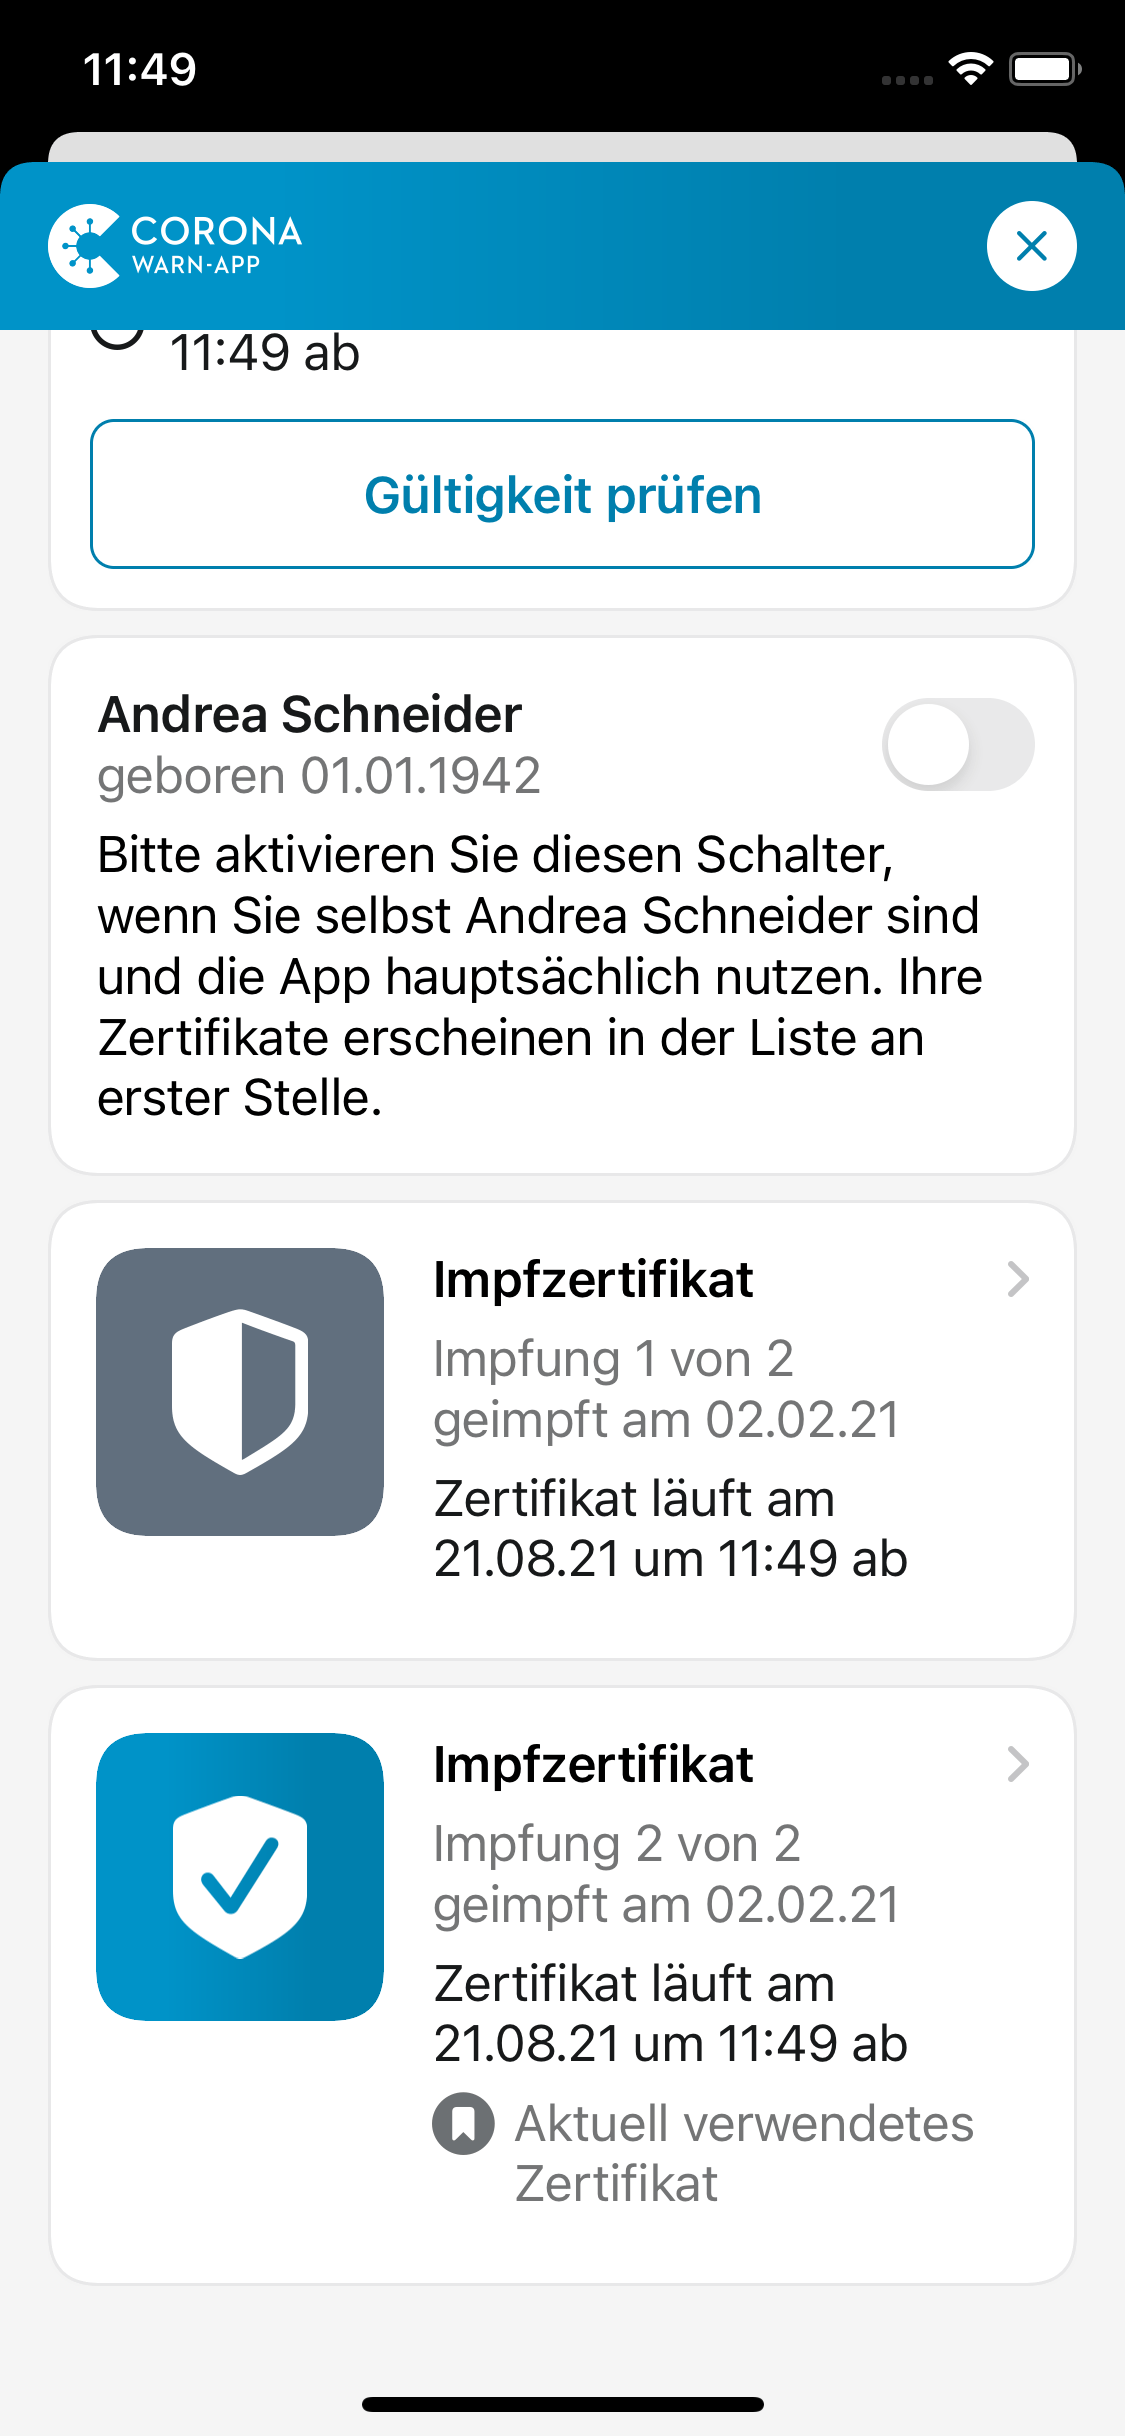 11:49
CORONA
WARN-APP
11:49 ab
Gültigkeit prüfen
Andrea Schneider
geboren 01.01.1942
Bitte aktivieren Sie diesen Schalter,
wenn Sie selbst Andrea Schneider sind
und die App hauptsächlich nutzen. Ihre
Zertifikate erscheinen in der Liste an
erster Stelle.
Impfzertifikat
Impfung 1 von 2
geimpft am 02.02.21
Zertifikat läuft am
21.08.21 um 11:49 ab
Impfzertifikat
Impfung 2 von 2
geimpft am 02.02.21
Zertifikat läuft am
21.08.21 um 11:49 ab
Aktuell verwendetes
Zertifikat